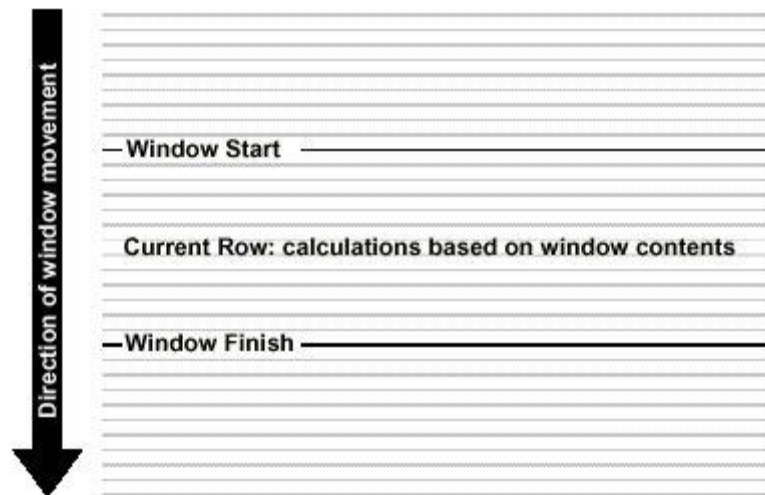 Direction of window movement
Window Start
Current Row: calculations based on window contents
Window Finish